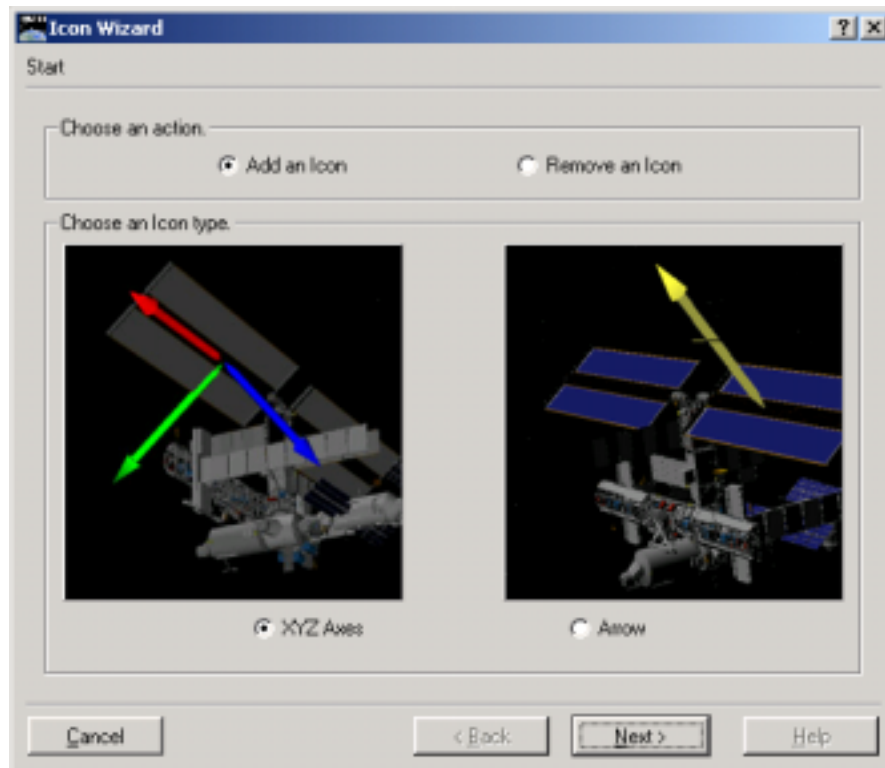 Icon Wizard
Start
Choose an action.
Add an Icon Remove an Icon
Choose an Icon type.
XYZ Axes Arrow
Cancel < Back Next > Help